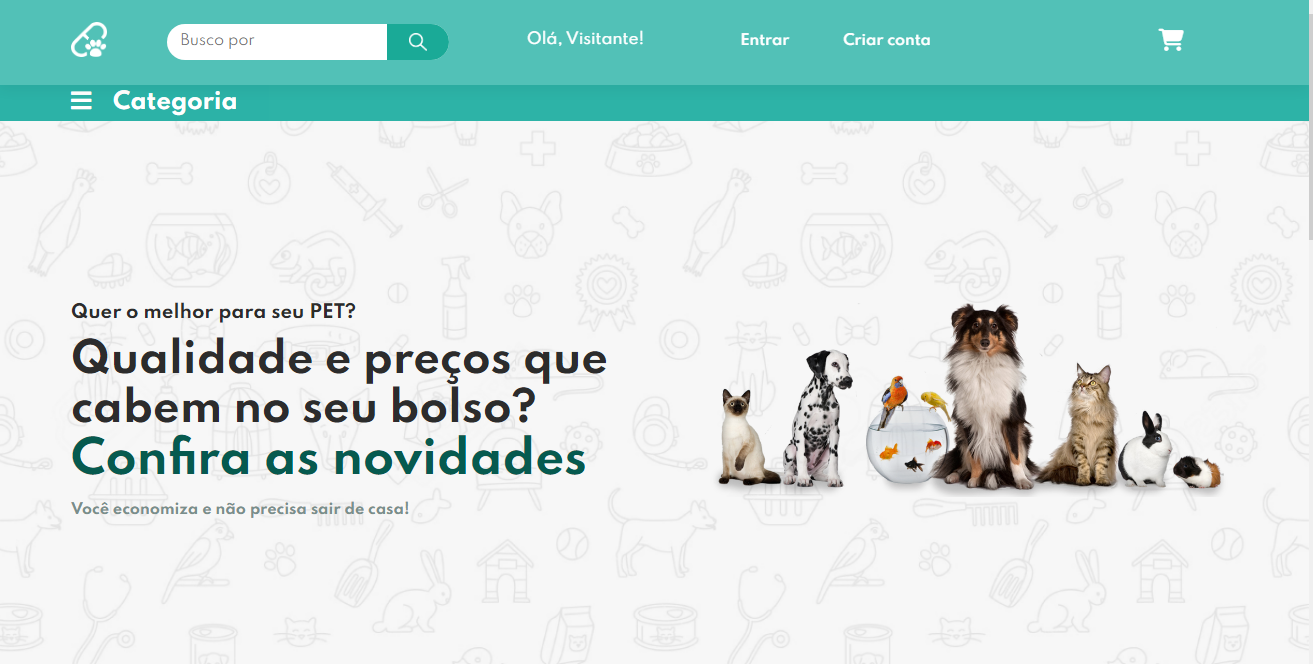 Busco por
Olá, Visitante!
Entrar
Criar conta
Categoria
Quer o melhor para seu PET?
Qualidade e preços que
cabem no seu bolso?
Confira as novidades
Você economiza e não precisa sair de casa!